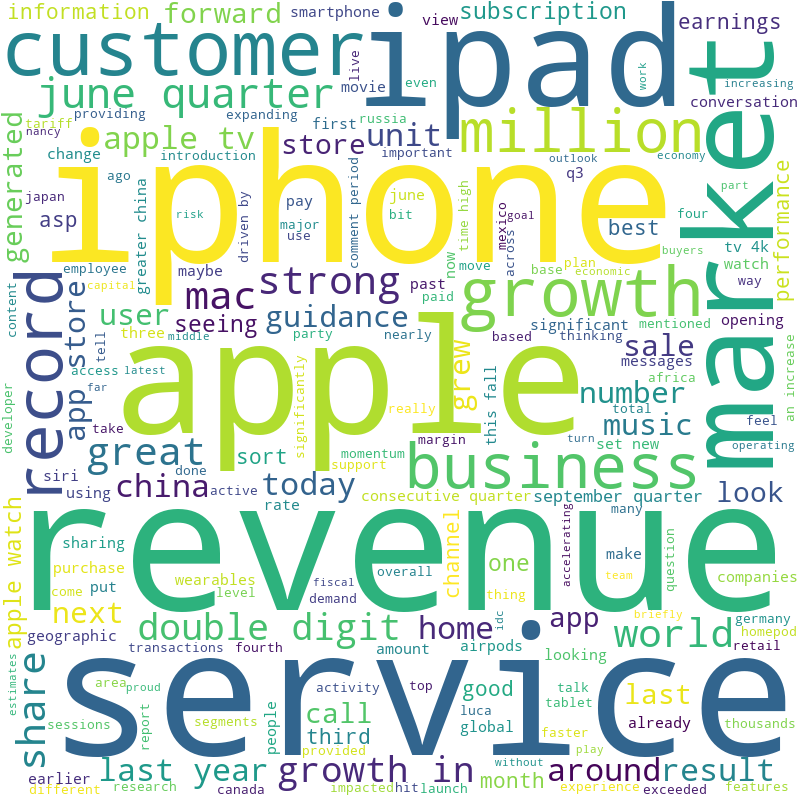 information
forward
smartphone
view
subscription
earnings
customer
ipad
live
movie
even
work
increasing
conversation
june quarter
market
tariff
providing
expanding
first
russia
million
nancy
apple tv
store
unit
change
introduction
important
outlook
economy
generated
iphone
ago
pay
june
q3
part
japan
asp
risk
major
use
bit
comment period
time high
mexico
goal
four
best
buyers
tv 4k
watch
way
performance
greater china
driven by
now
move
across
employee
maybe
strong
past
base
plan
economic
content
capital
mac
paid
growth
record
app store
user
seeing
guidance
significant
mentioned
opening
three
tell
middle
party
nearly
based
thinking
sale
messages
an increase
access
latest
apple
grew
africa
developer
far
number
total
feel
take
significantly
really
margin
this fall
music
set new
operating
great
sort
momentum
turn
business
siri
done
support
using
china
active
today
consecutive quarter
september quarter
look
rate
many
apple watch
revenue
sharing
channel
one
accelerating
make
question
purchase
wearables
overall
companies
come
put
level
fiscal
demand
thing
team
next
idc
briefly
germany
homepod
geographic
double digit
home
app
world
retail
transactions
fourth
amount
airpods
looking
estimates
share
service
area
proud
activity
top
good
talk
last
sessions
report
segments
people
call
luca
global
tablet
already
thousands
third
provided
faster
play
without
earlier
last year
growth in
month
around
result
different
research
canada
impacted
hit
launch
experience
exceeded
features